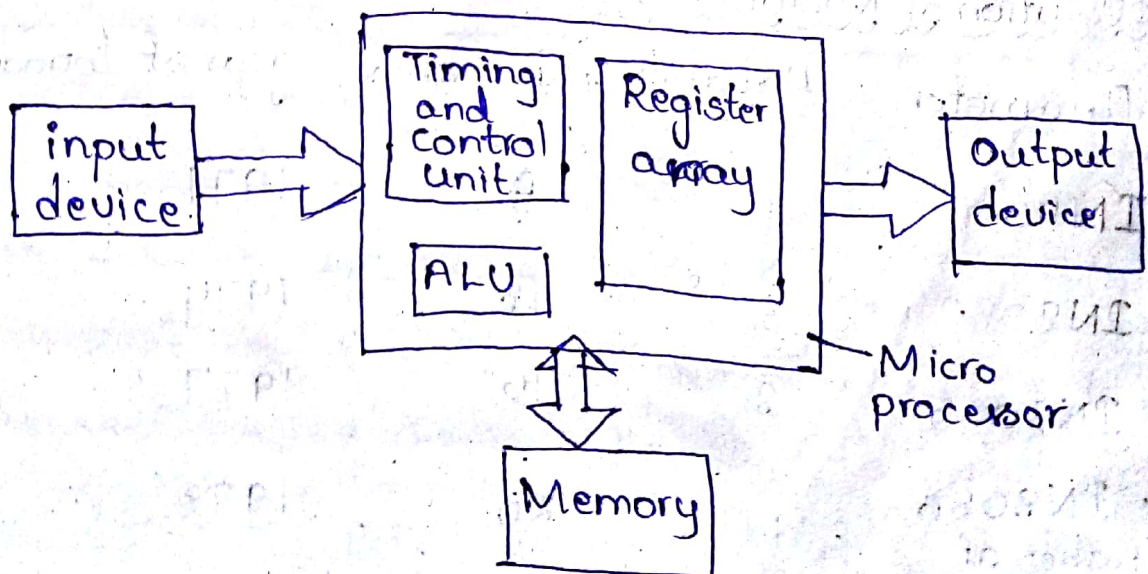 input
device
Timing
and
control
unit
Register
array
ALU
Output
device
Micro
processor
Memory